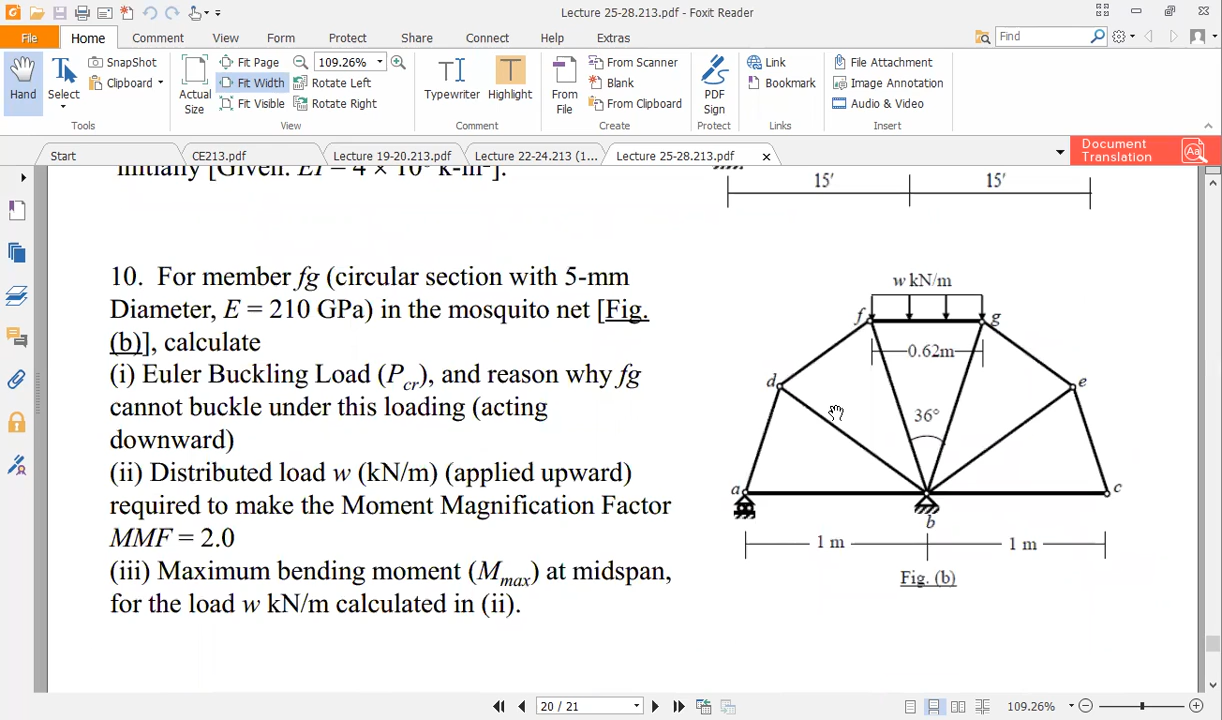 Lecture 25-28.213.pdf - Foxit Reader
File Home Comment View Form Protect Share Connect Help Extras Find
Hand
Select
SnapShot
Clipboard
Tools
Actual Size
Fit Page
Fit Width
Fit Visible
109.26%
Rotate Left
Rotate Right
View
Typewriter
Highlight
Comment
From File
From Scanner
Blank
From Clipboard
Create
PDF Sign
Protect
Link
Bookmark
Links
File Attachment
Image Annotation
Audio & Video
Insert
Start
CE213.pdf
Lecture 19-20.213.pdf
Lecture 22-24.213 (1...
Lecture 25-28.213.pdf
Document Translation
initially [Given: EI = 4 × 10 k-in
15′ 15′
10. For member fg (circular section with 5-mm
Diameter, E = 210 GPa) in the mosquito net [Fig.
(b)], calculate
(i) Euler Buckling Load (Pcr), and reason why fg
cannot buckle under this loading (acting
downward)
(ii) Distributed load w (kN/m) (applied upward)
required to make the Moment Magnification Factor
MMF = 2.0
(iii) Maximum bending moment (Mmax) at midspan,
for the load w kN/m calculated in (ii).
w kN/m
f g
0.62m
d e
36°
a c
b
1 m 1 m
Fig. (b)
20 / 21
109.26%